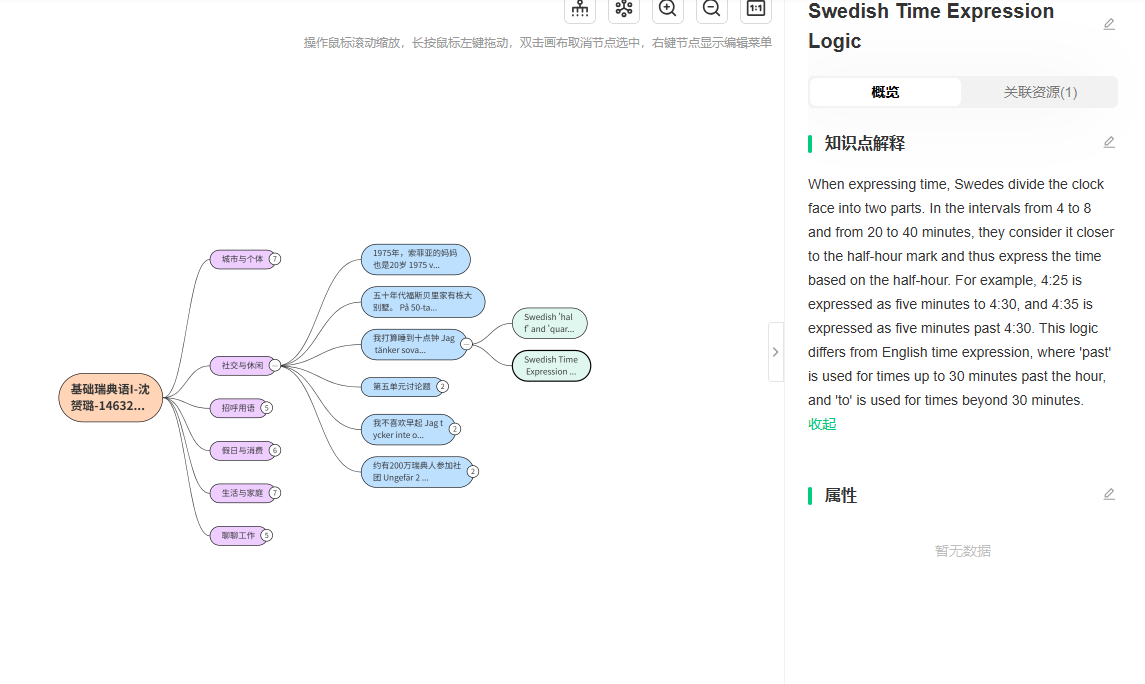 1:1
操作鼠标滚动缩放，长按鼠标左键拖动，双击画布取消节点选中，右键节点显示编辑菜单
基础瑞典语I-沈
赟璐-14632...
城市与个体 7
社交与休闲
招呼用语 5
假日与消费 6
生活与家庭 7
聊聊工作 5
1975年，索菲亚的妈妈
也是20岁 1975 v...
五十年代福斯贝里家有栋大
别墅。 På 50-ta...
我打算睡到十点钟 Jag
tänker sova...
第五单元讨论题 2
我不喜欢早起 Jag t
ycker inte o... 2
约有200万瑞典人参加社
团 Ungefär 2 ... 2
Swedish 'hal
f' and 'quar...
Swedish Time
Expression ...
Swedish Time Expression
Logic
概览
关联资源(1)
知识点解释
When expressing time, Swedes divide the clock
face into two parts. In the intervals from 4 to 8
and from 20 to 40 minutes, they consider it closer
to the half-hour mark and thus express the time
based on the half-hour. For example, 4:25 is
expressed as five minutes to 4:30, and 4:35 is
expressed as five minutes past 4:30. This logic
differs from English time expression, where 'past'
is used for times up to 30 minutes past the hour,
and 'to' is used for times beyond 30 minutes.
收起
属性
暂无数据